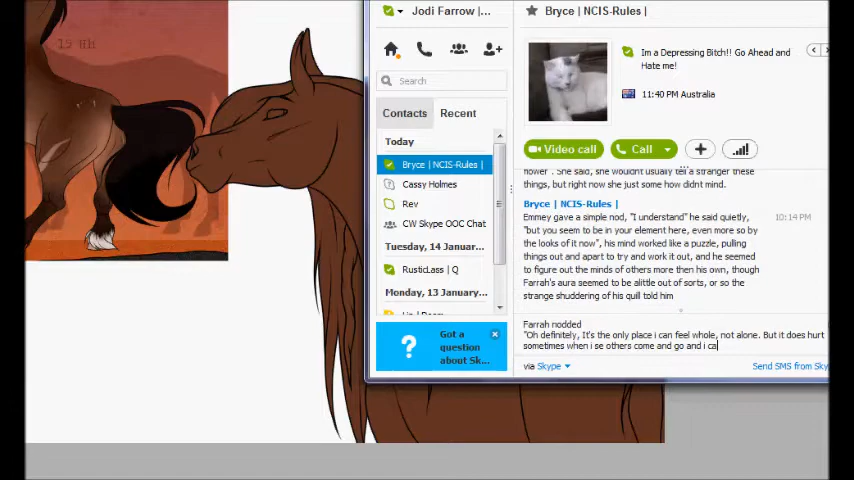 15 Hh
Jodi Farrow |...
Bryce | NCIS-Rules |
Search
Im a Depressing Bitch!! Go Ahead and
Hate me!
11:40 PM Australia
Contacts
Recent
Video call
Call
Today
Bryce | NCIS-Rules |
Cassy Holmes
Rev
CW Skype OOC Chat
Tuesday, 14 Januar...
RusticLass | Q
Monday, 13 January...
Got a
question
about Sk...
flower". She said, she wouldnt usually tell a stranger these
things, but right now she just some how didnt mind.
Bryce | NCIS-Rules |
Emmey gave a simple nod, "I understand" he said quietly,
10:14 PM
"but you seem to be in your element here, even more so by
the looks of it now", his mind worked like a puzzle, pulling
things out and apart to try and work it out, and he seemed
to figure out the minds of others more then his own, though
Farrah's aura seemed to be alittle out of sorts, or so the
strange shuddering of his quill told him
Farrah nodded
"Oh definitely, It's the only place i can feel whole, not alone. But it does hurt
sometimes when i se others come and go and i ca
via Skype
Send SMS from Sky